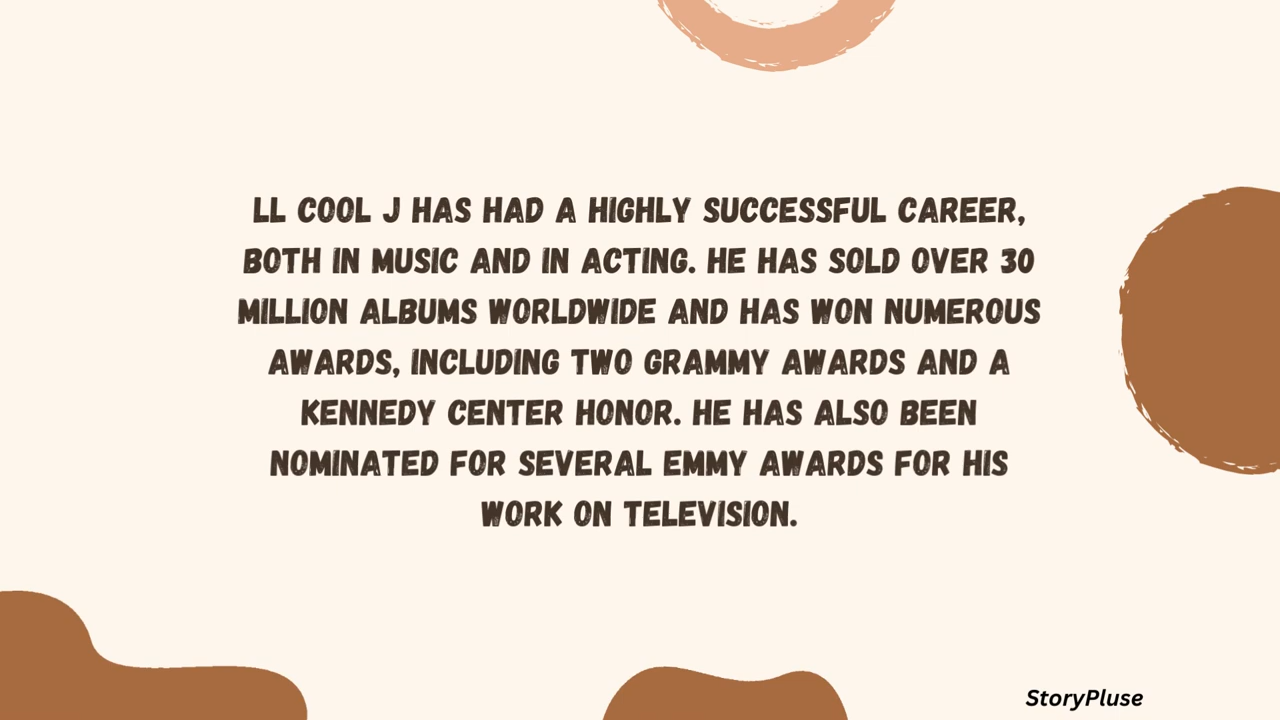 LL COOL J HAS HAD A HIGHLY SUCCESSFUL CAREER,
BOTH IN MUSIC AND IN ACTING. HE HAS SOLD OVER 30
MILLION ALBUMS WORLDWIDE AND HAS WON NUMEROUS
AWARDS, INCLUDING TWO GRAMMY AWARDS AND A
KENNEDY CENTER HONOR. HE HAS ALSO BEEN
NOMINATED FOR SEVERAL EMMY AWARDS FOR HIS
WORK ON TELEVISION.
StoryPluse